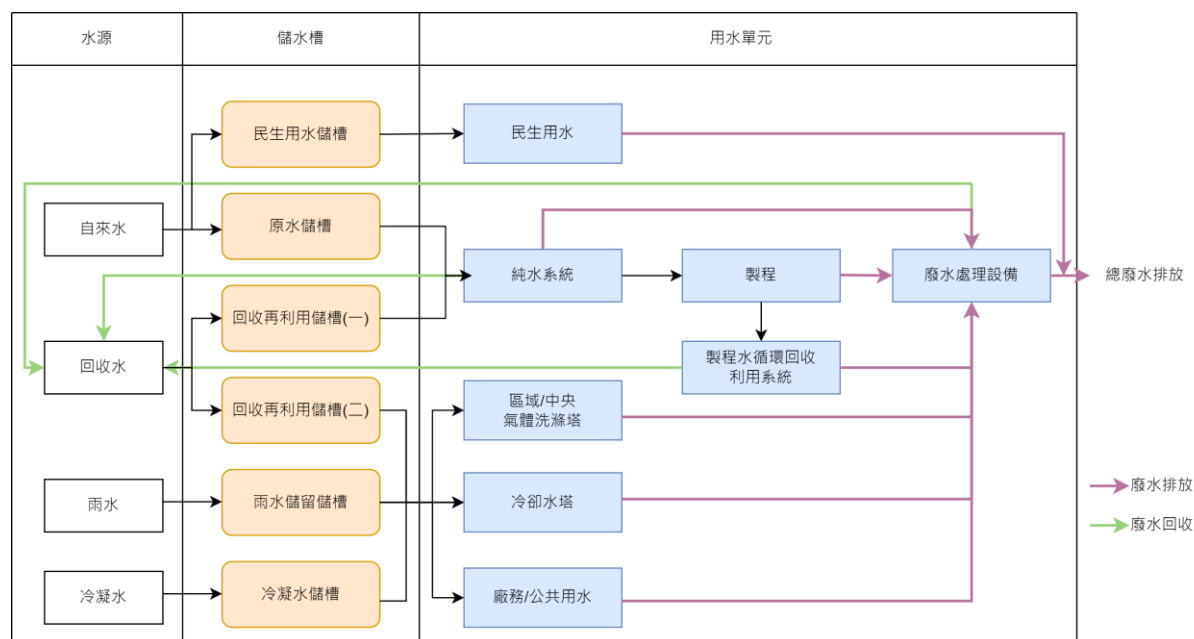 水源
儲水槽
用水單元
民生用水儲槽
民生用水
自來水
原水儲槽
純水系統
製程
廢水處理設備
總廢水排放
回收再利用儲槽(一)
回收水
製程水循環回收
利用系統
回收再利用儲槽(二)
區域/中央
氣體洗滌塔
雨水
雨水儲留儲槽
冷卻水塔
廢水排放
廢水回收
冷凝水
冷凝水儲槽
廠務/公共用水